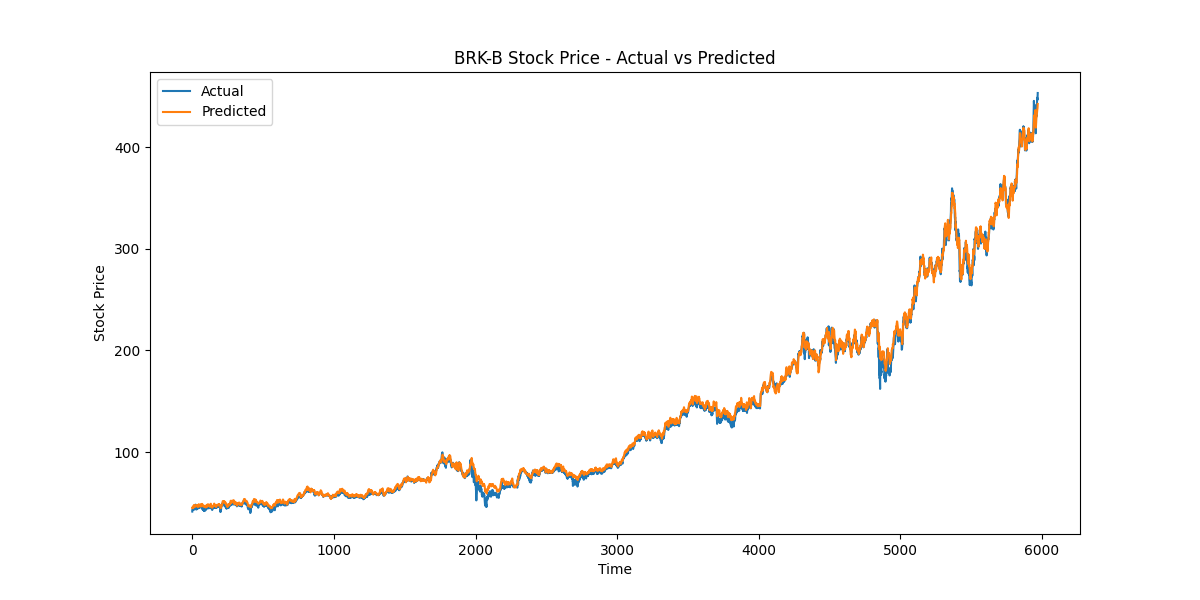 BRK-B Stock Price - Actual vs Predicted
Actual
Predicted
Stock Price
400
300
200
100
0 1000 2000 3000 4000 5000 6000
Time